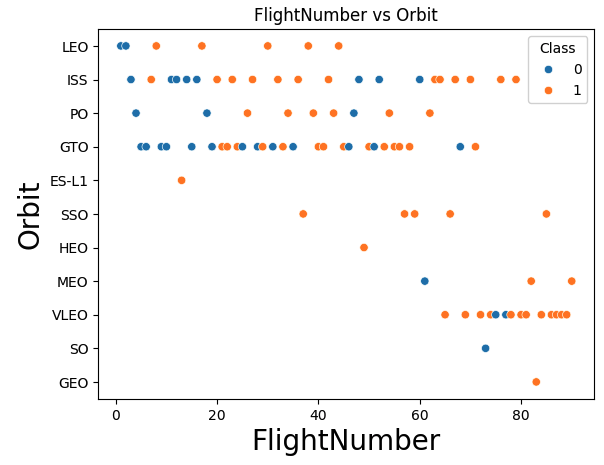 FlightNumber vs Orbit
Class
0
1
LEO
ISS
PO
GTO
ES-L1
SSO
HEO
MEO
VLEO
SO
GEO
Orbit
0 20 40 60 80
FlightNumber